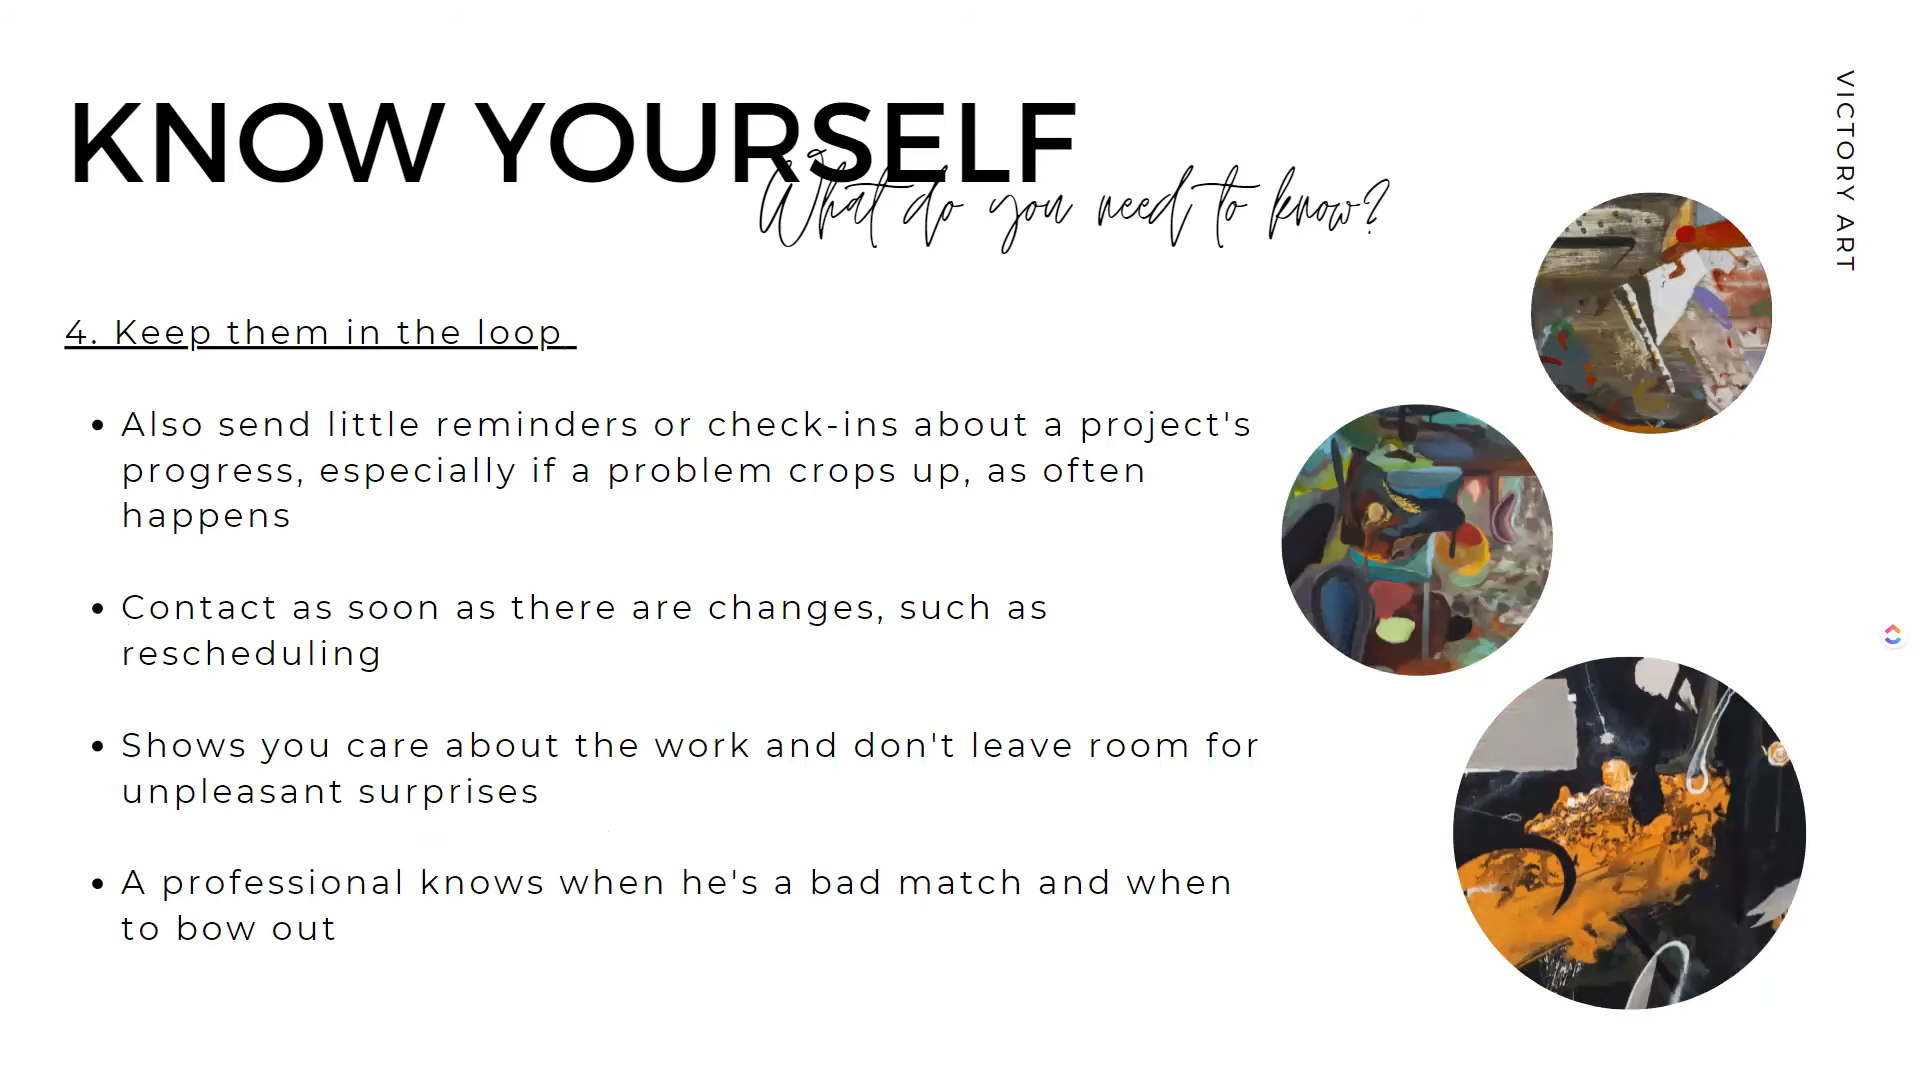 KNOW YOURSELF
What do you need to know?
VICTORY ART
4. Keep them in the loop
• Also send little reminders or check-ins about a project's
progress, especially if a problem crops up, as often
happens
• Contact as soon as there are changes, such as
rescheduling
• Shows you care about the work and don't leave room for
unpleasant surprises
• A professional knows when he's a bad match and when
to bow out